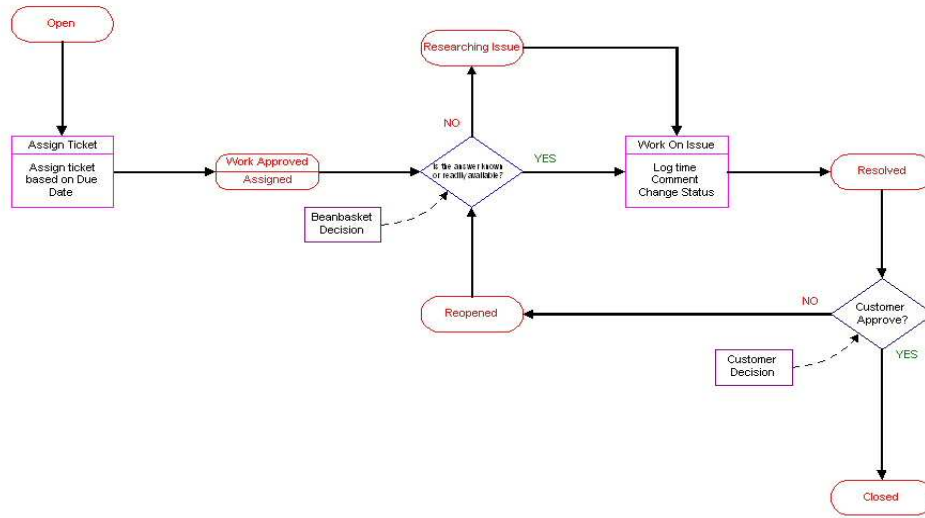 Open
Researching Issue
NO
Assign Ticket
Assign ticket
based on Due
Date
Work Approved
Assigned
Is the answer known
or readily available?
YES
Work On Issue
Log time
Comment
Change Status
Resolved
Beanbasket
Decision
Reopened
NO
Customer
Approve?
YES
Customer
Decision
Closed